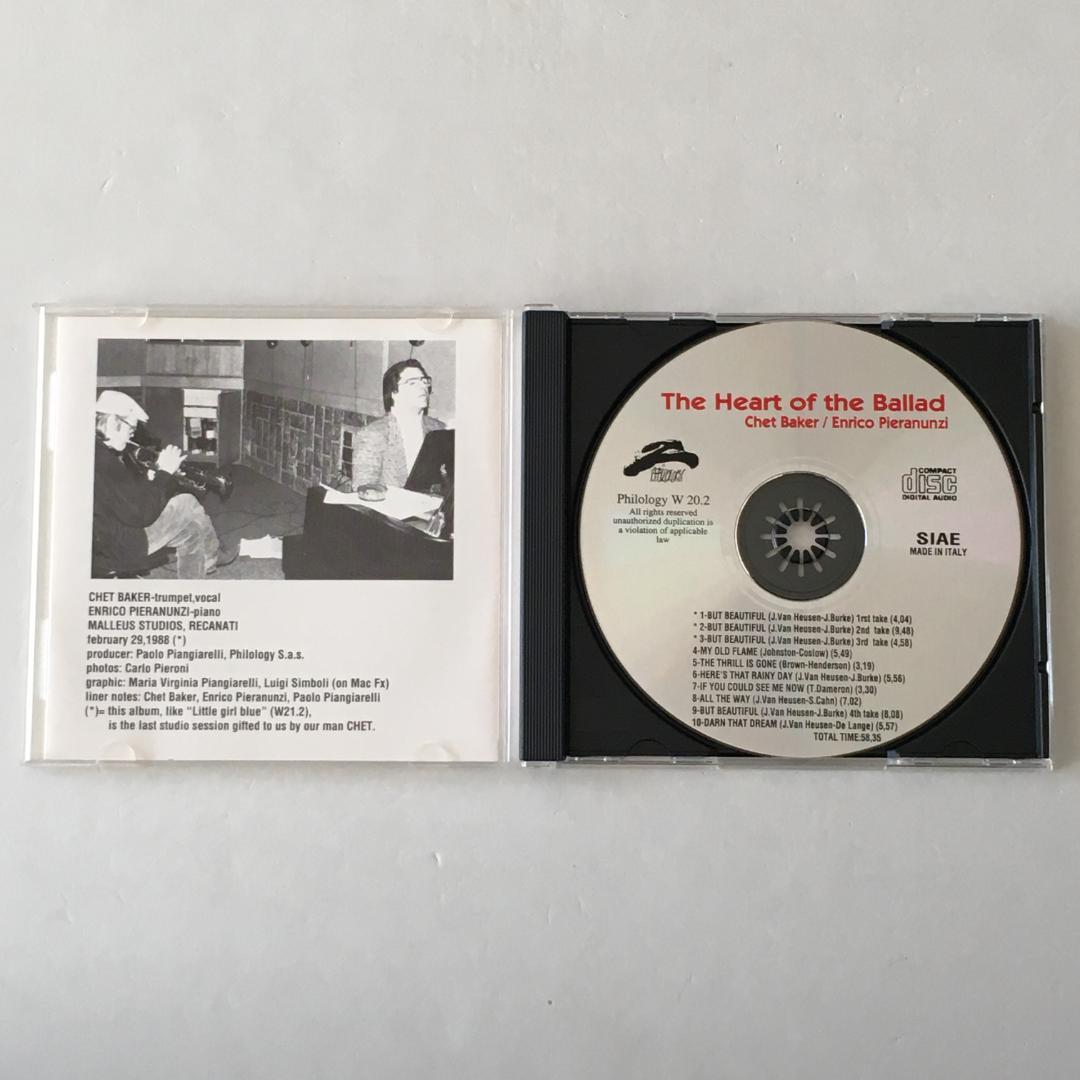 CHET BAKER-trumpet,vocal
ENRICO PIERANUNZI-piano
MALLEUS STUDIOS, RECANATI
february 29,1988 (*)
producer: Paolo Piangiarelli, Philology S.a.s.
photos: Carlo Pieroni
graphic: Maria Virginia Piangiarelli, Luigi Simboli (on Mac Fx)
liner notes: Chet Baker, Enrico Pieranunzi, Paolo Piangiarelli
(*)= this album, like "Little girl blue" (W21.2),
is the last studio session gifted to us by our man CHET.
The Heart of the Ballad
Chet Baker / Enrico Pieranunzi
Philology W 20.2
All rights reserved
unauthorized duplication is
a violation of applicable
law
COMPACT
disc
DIGITAL AUDIO
SIAE
MADE IN ITALY
* 1-BUT BEAUTIFUL (J.Van Heusen-J.Burke) 1rst take (4,04)
* 2-BUT BEAUTIFUL (J.Van Heusen-J.Burke) 2nd take (9,48)
* 3-BUT BEAUTIFUL (J.Van Heusen-J.Burke) 3rd take (4,58)
4-MY OLD FLAME (Johnston-Coslow) (5,49)
5-THE THRILL IS GONE (Brown-Henderson) (3,19)
6-HERE'S THAT RAINY DAY (J.Van Heusen-J.Burke) (5,56)
7-IF YOU COULD SEE ME NOW (T.Dameron) (3,30)
8-ALL THE WAY (J.Van Heusen-S.Cahn) (7,02)
9-BUT BEAUTIFUL (J.Van Heusen-J.Burke) 4th take (8,08)
10-DARN THAT DREAM (J.Van Heusen-De Lange) (5,57)
TOTAL TIME:58,35